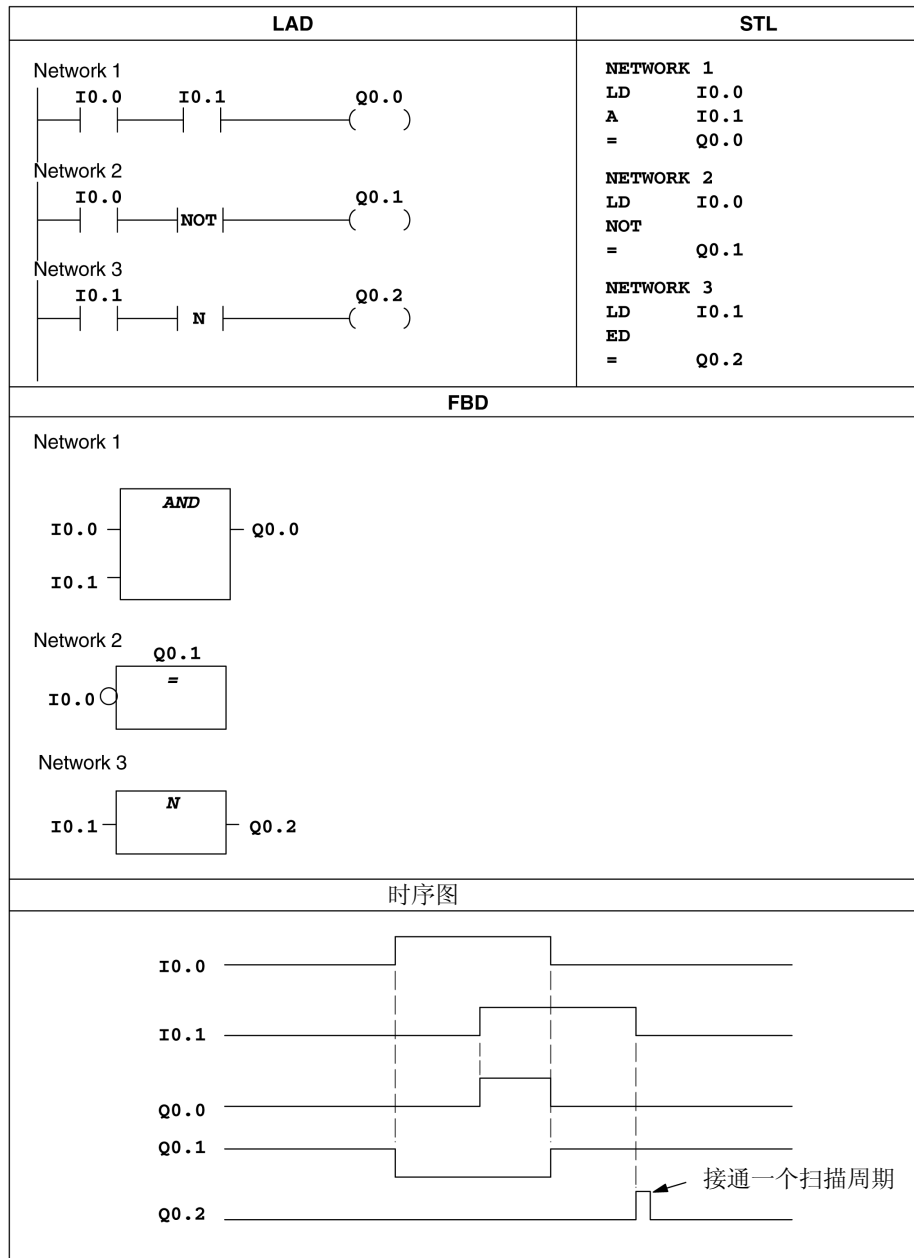 LAD
STL
Network 1
I0.0 I0.1 Q0.0
Network 2
I0.0 Q0.1
NOT
Network 3
I0.1 Q0.2
N
NETWORK 1
LD I0.0
A I0.1
= Q0.0
NETWORK 2
LD I0.0
NOT
= Q0.1
NETWORK 3
LD I0.1
ED
= Q0.2
FBD
Network 1
AND
I0.0 Q0.0
I0.1
Network 2
Q0.1
=
I0.0
Network 3
N
I0.1 Q0.2
时序图
I0.0
I0.1
Q0.0
Q0.1
接通一个扫描周期
Q0.2